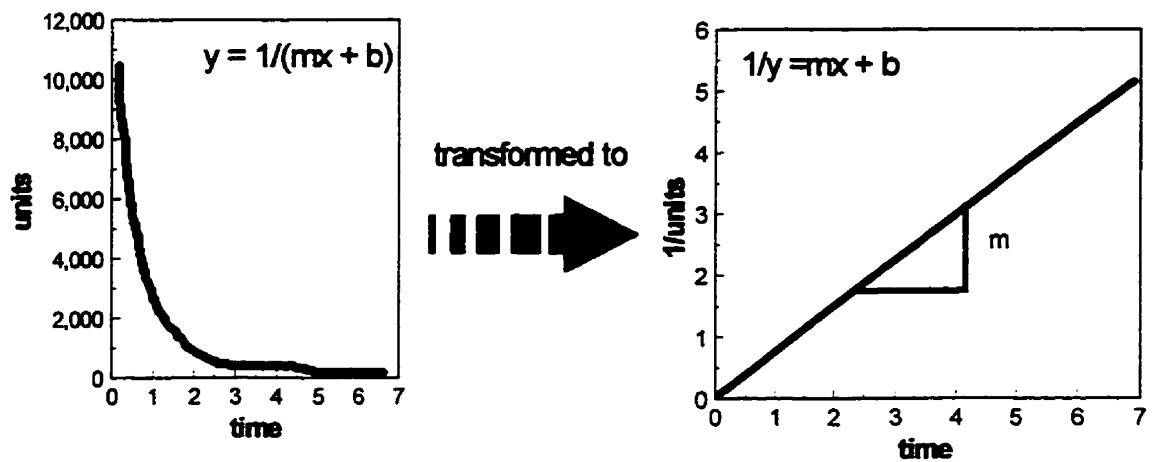 12,000
10,000
8,000
6,000
4,000
2,000
0
units
y = 1/(mx + b)
0 1 2 3 4 5 6 7
time
transformed to
6
5
4
3
2
1
0
1/units
1/y =mx + b
m
0 1 2 3 4 5 6 7
time